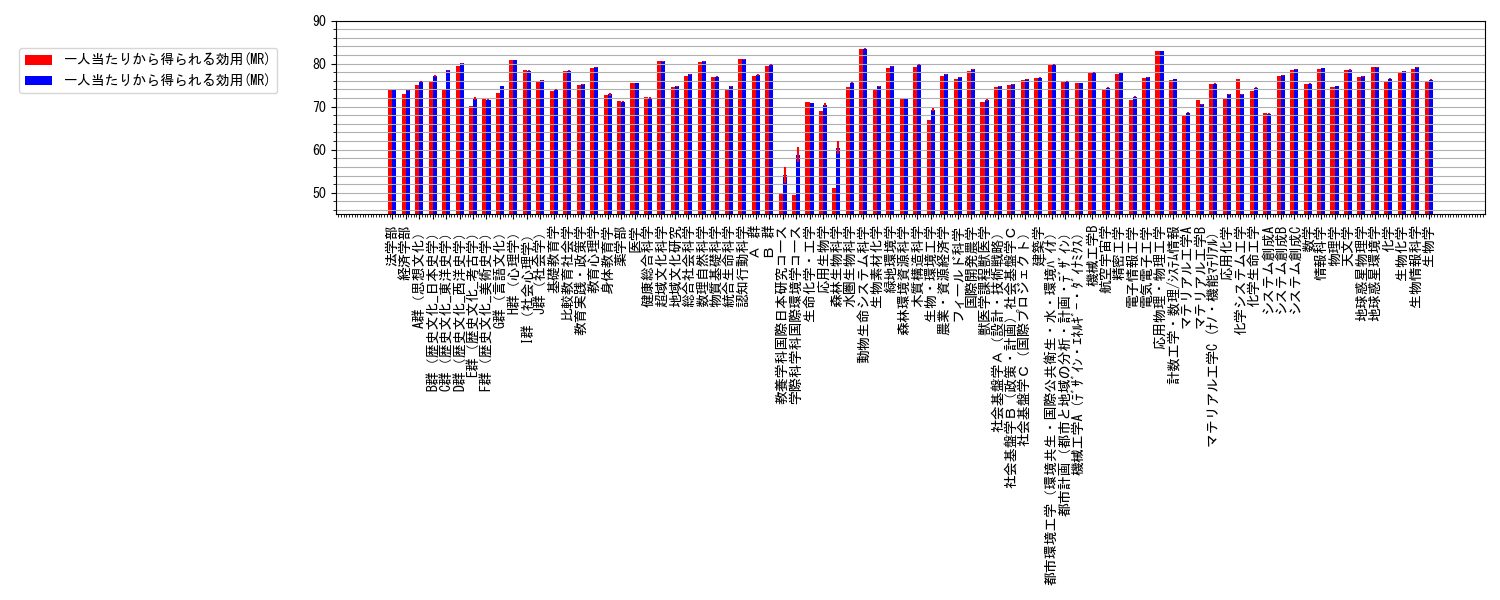 一人当たりから得られる効用(MR)
一人当たりから得られる効用(MR)
90
80
70
60
50
法学部
経済学部
A群 (思想文化)
B群 (歴史文化_日本史学)
C群 (歴史文化_東洋史学)
D群 (歴史文化_西洋史学)
E群 (歴史文化_考古学)
F群 (歴史文化_美術史学)
G群 (言語文化)
H群 (心理学)
I群 (社会心理学)
J群 (社会学)
基礎教育学
比較教育社会学
教育実践・政策学
教育心理学
身体教育学
薬学部
医学
健康総合科学
超域文化科学
地域文化研究
総合社会科学
数理自然科学
物質基礎科学
統合生命科学
認知行動科学
A 群
B 群
教養学科国際日本研究コース
学際科学科国際環境学コース
生命化学・工学
応用生物学
森林生物科学
水圏生物科学
動物生命システム科学
生物素材化学
緑地環境学
森林環境資源科学
木質構造科学
生物・環境工学
農業・資源経済学
フィールド科学
国際開発農学
獣医学課程獣医学
社会基盤学A (設計・技術戦略)
社会基盤学B (政策・計画)社会基盤学C
社会基盤学C (国際プロジェクト)
建築学
都市環境工学 (環境共生・国際公共衛生・水・環境バイオ)
都市計画 (都市と地域の分析・計画・デザイン)
機械工学A (デザイン・エネルギー・ダイナミクス)
機械工学B
航空宇宙学
精密工学
電子情報工学
電気電子工学
応用物理・物理工学
計数工学・数理/システム情報
マテリアル工学A
マテリアル工学B
マテリアル工学C (ナノ・機能マテリアル)
応用化学
化学システム工学
化学生命工学
システム創成A
システム創成B
システム創成C
数学
情報科学
物理学
天文学
地球惑星物理学
地球惑星環境学
化学
生物化学
生物情報科学
生物学